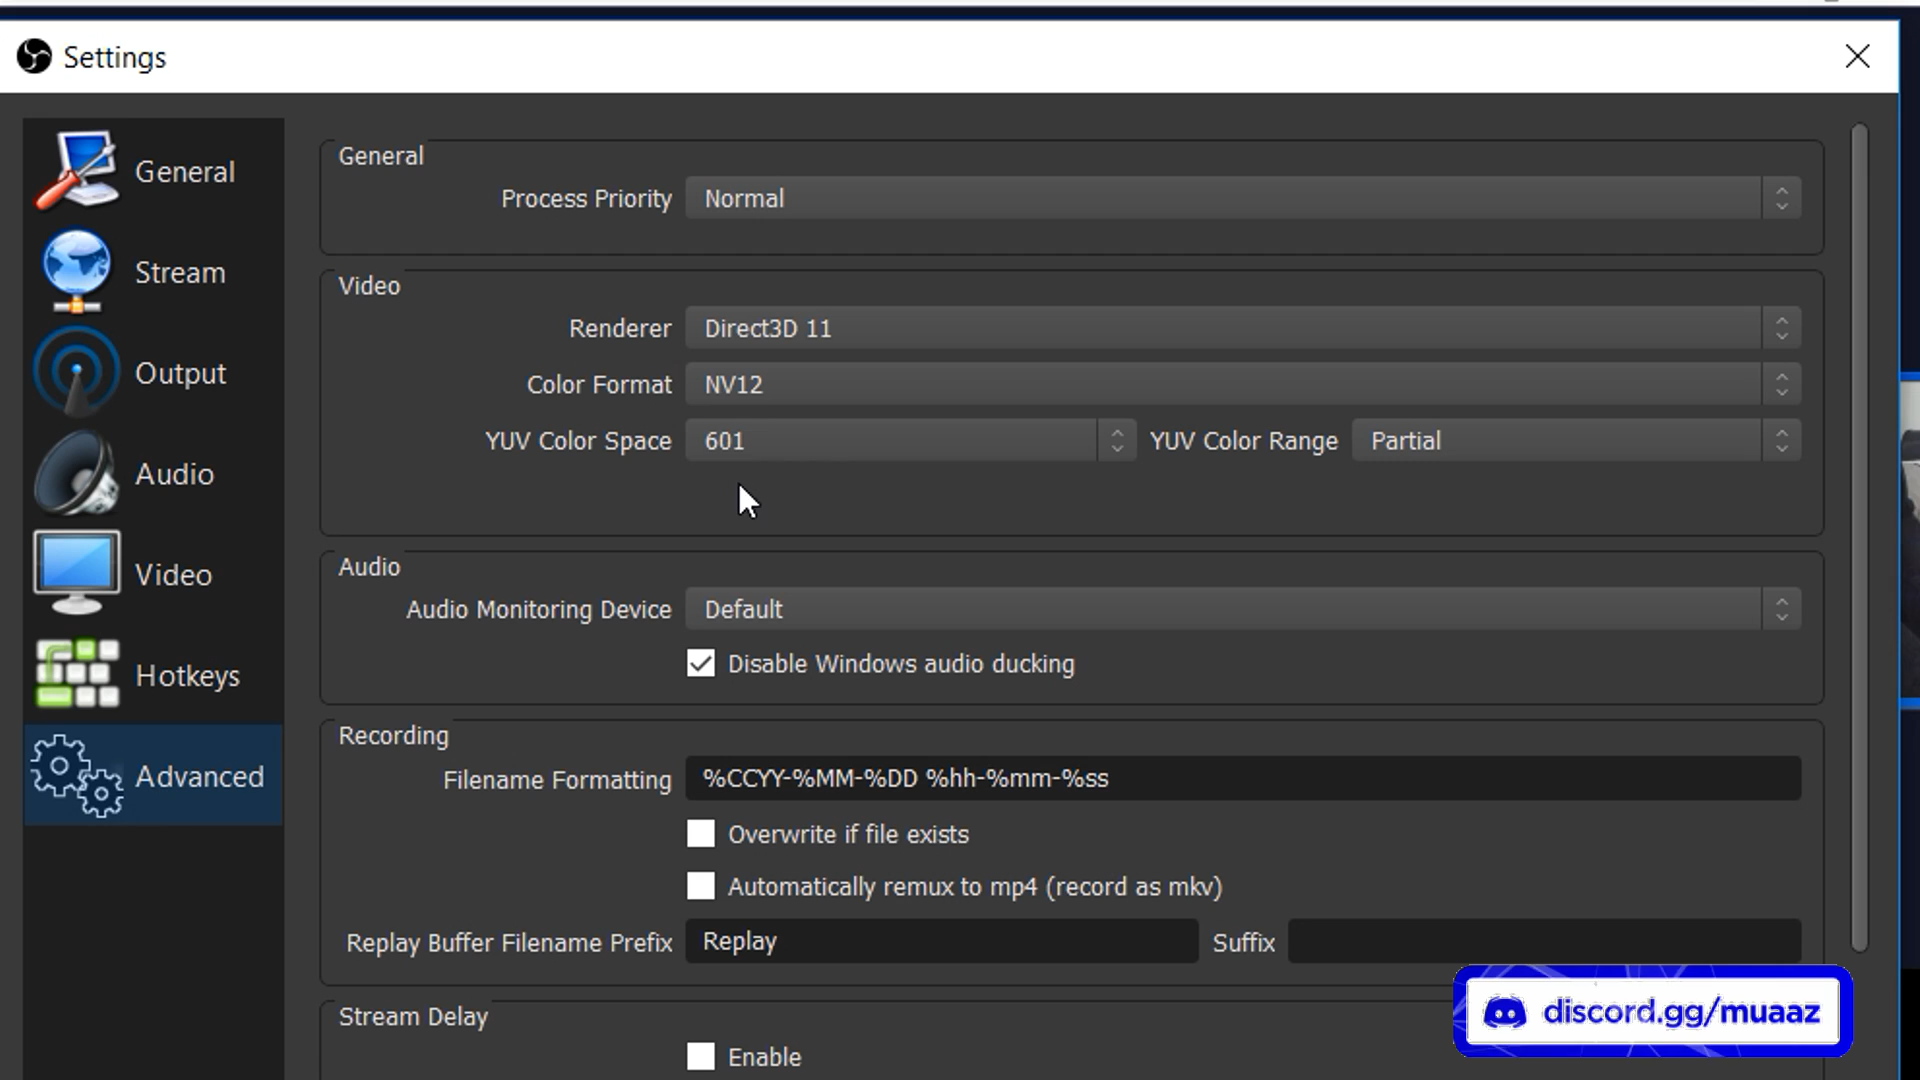 Settings
General
Stream
Output
Audio
Video
Hotkeys
Advanced
General
Process Priority Normal
Video
Renderer Direct3D 11
Color Format NV12
YUV Color Space 601 YUV Color Range Partial
Audio
Audio Monitoring Device Default
Disable Windows audio ducking
Recording
Filename Formatting %CCYY-%MM-%DD %hh-%mm-%ss
Overwrite if file exists
Automatically remux to mp4 (record as mkv)
Replay Buffer Filename Prefix Replay Suffix
Stream Delay
Enable
discord.gg/muaaz